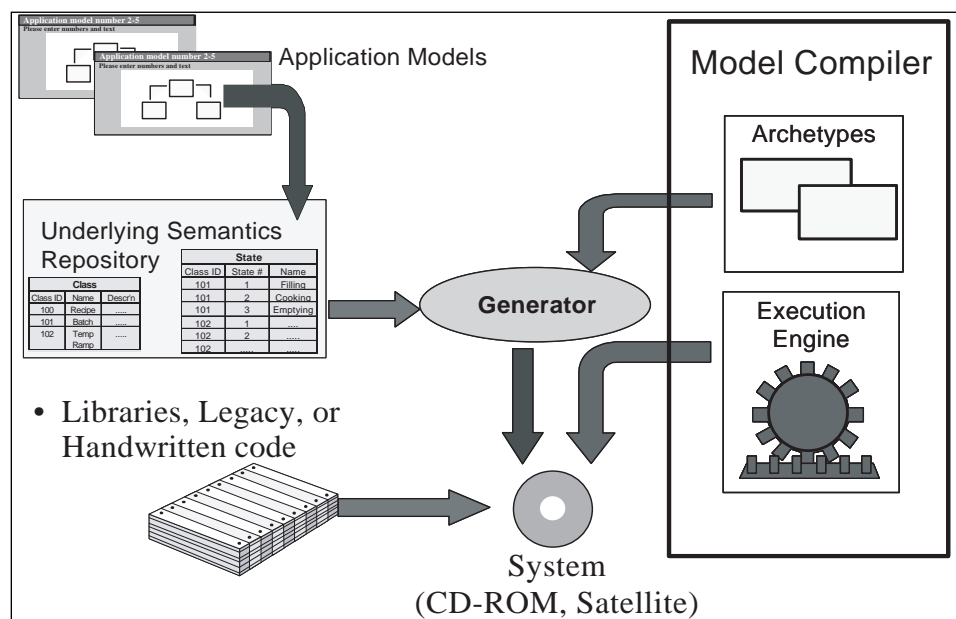 Application model number 2-5
Please enter numbers and text
Application model number 2-5
Please enter numbers and text
Application Models
Model Compiler
Archetypes
Underlying Semantics
Repository
Class
Class ID Name Descr'n
100 Recipe .....
101 Batch .....
102 Temp .....
Ramp
State
Class ID State # Name
101 1 Filling
101 2 Cooking
101 3 Emptying
102 1 ....
102 2 .....
102 ..... .....
Generator
Execution
Engine
• Libraries, Legacy, or
Handwritten code
System
(CD-ROM, Satellite)